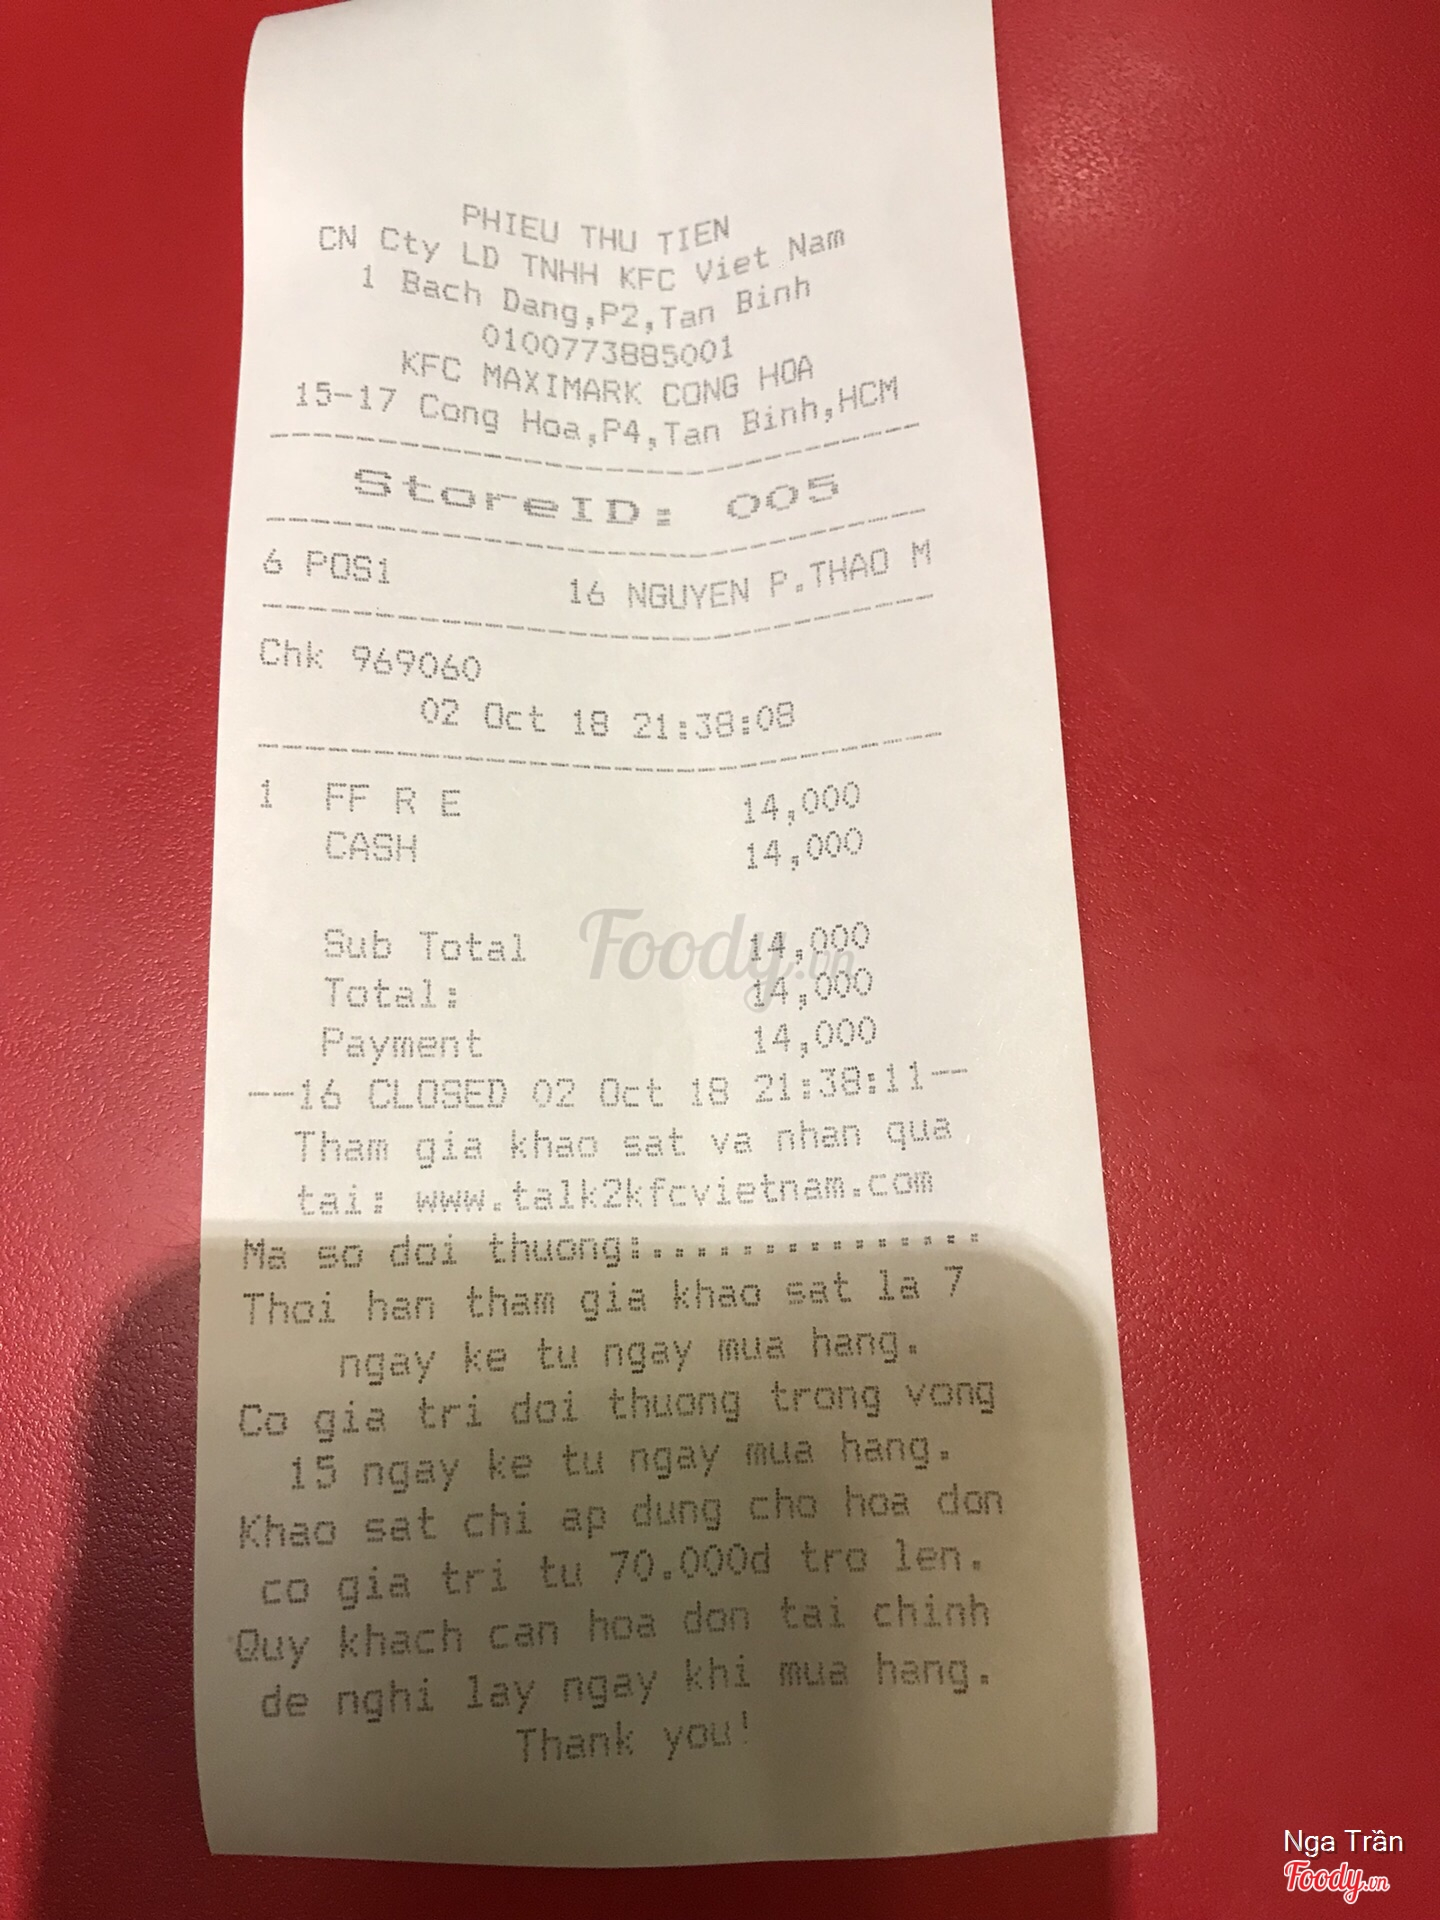 PHIEU THU TIEN
CN Cty LD TNHH KFC Viet Nam
1 Bach Dang,P2,Tan Binh
0100773885001
KFC MAXIMARK CONG HOA
15-17 Cong Hoa,P4,Tan Binh,HCM
StoreID: 005
6 POS1 16 NGUYEN P.THAO M
Chk 969060
02 Oct 18 21:38:08
1 FF R E 14,000
CASH 14,000
Sub Total 14,000
Foody.vn
Total: 14,000
Payment 14,000
--16 CLOSED 02 Oct 18 21:38:11--
Tham gia khao sat va nhan qua
tai: www.talk2kfcvietnam.com
Ma so doi thuong:...............
Thoi han tham gia khao sat la 7
ngay ke tu ngay mua hang.
Co gia tri doi thuong trong vong
15 ngay ke tu ngay mua hang.
Khao sat chi ap dung cho hoa don
co gia tri tu 70.000d tro len.
Quy khach can hoa don tai chinh
de nghi lay ngay khi mua hang.
Thank you!
Nga Trần
Foody.vn